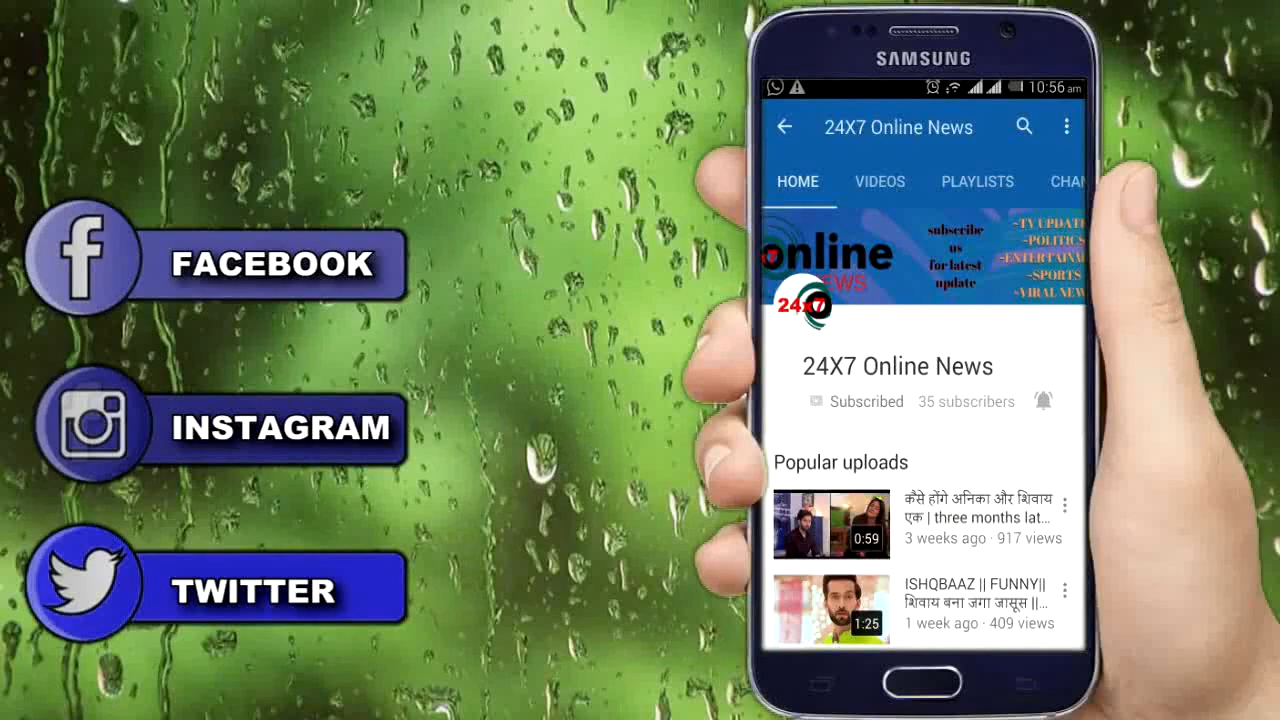 FACEBOOK
INSTAGRAM
TWITTER
SAMSUNG
10:56 am
24X7 Online News
HOME VIDEOS PLAYLISTS CHAN
online
NEWS
24x7
subscribe
us
for latest
update
~TV UPDATE
~POLITICS
~ENTERTAINM
~SPORTS
~VIRAL NEW
24X7 Online News
Subscribed 35 subscribers
Popular uploads
कैसे होंगे अनिका और शिवाय
एक | three months lat...
3 weeks ago · 917 views
0:59
ISHQBAAZ || FUNNY||
शिवाय बना जगा जासूस ||...
1 week ago · 409 views
1:25